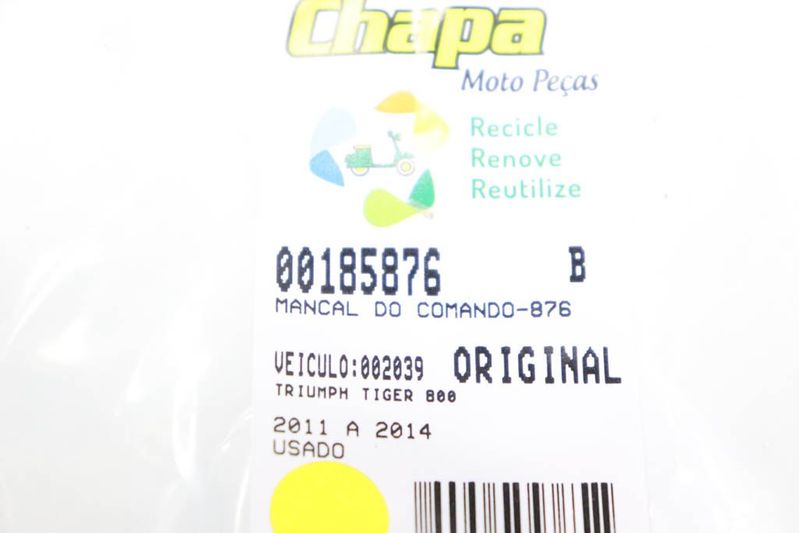 Chapa
Moto Peças
Recicle
Renove
Reutilize
00185876 B
MANCAL DO COMANDO-876
VEICULO:002039 ORIGINAL
TRIUMPH TIGER 800
2011 A 2014
USADO